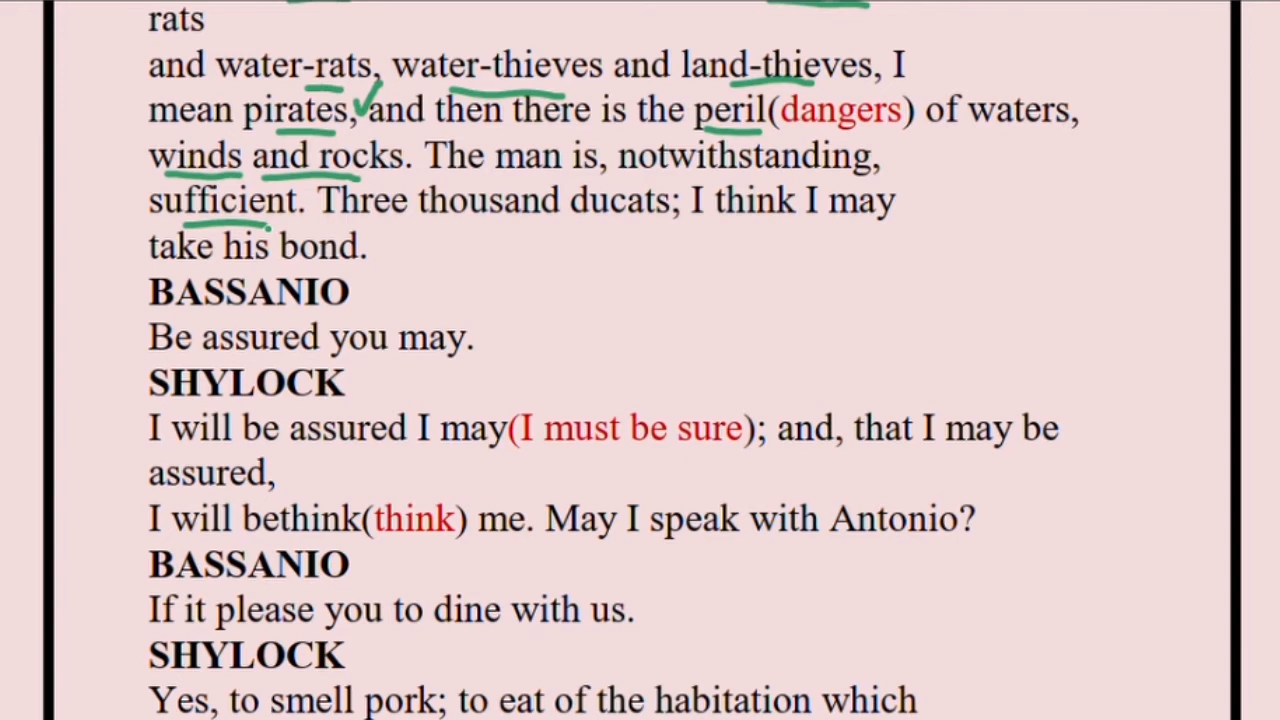 rats
and water-rats, water-thieves and land-thieves, I
mean pirates, and then there is the peril(dangers) of waters,
winds and rocks. The man is, notwithstanding,
sufficient. Three thousand ducats; I think I may
take his bond.
BASSANIO
Be assured you may.
SHYLOCK
I will be assured I may(I must be sure); and, that I may be
assured,
I will bethink(think) me. May I speak with Antonio?
BASSANIO
If it please you to dine with us.
SHYLOCK
Yes, to smell pork; to eat of the habitation which